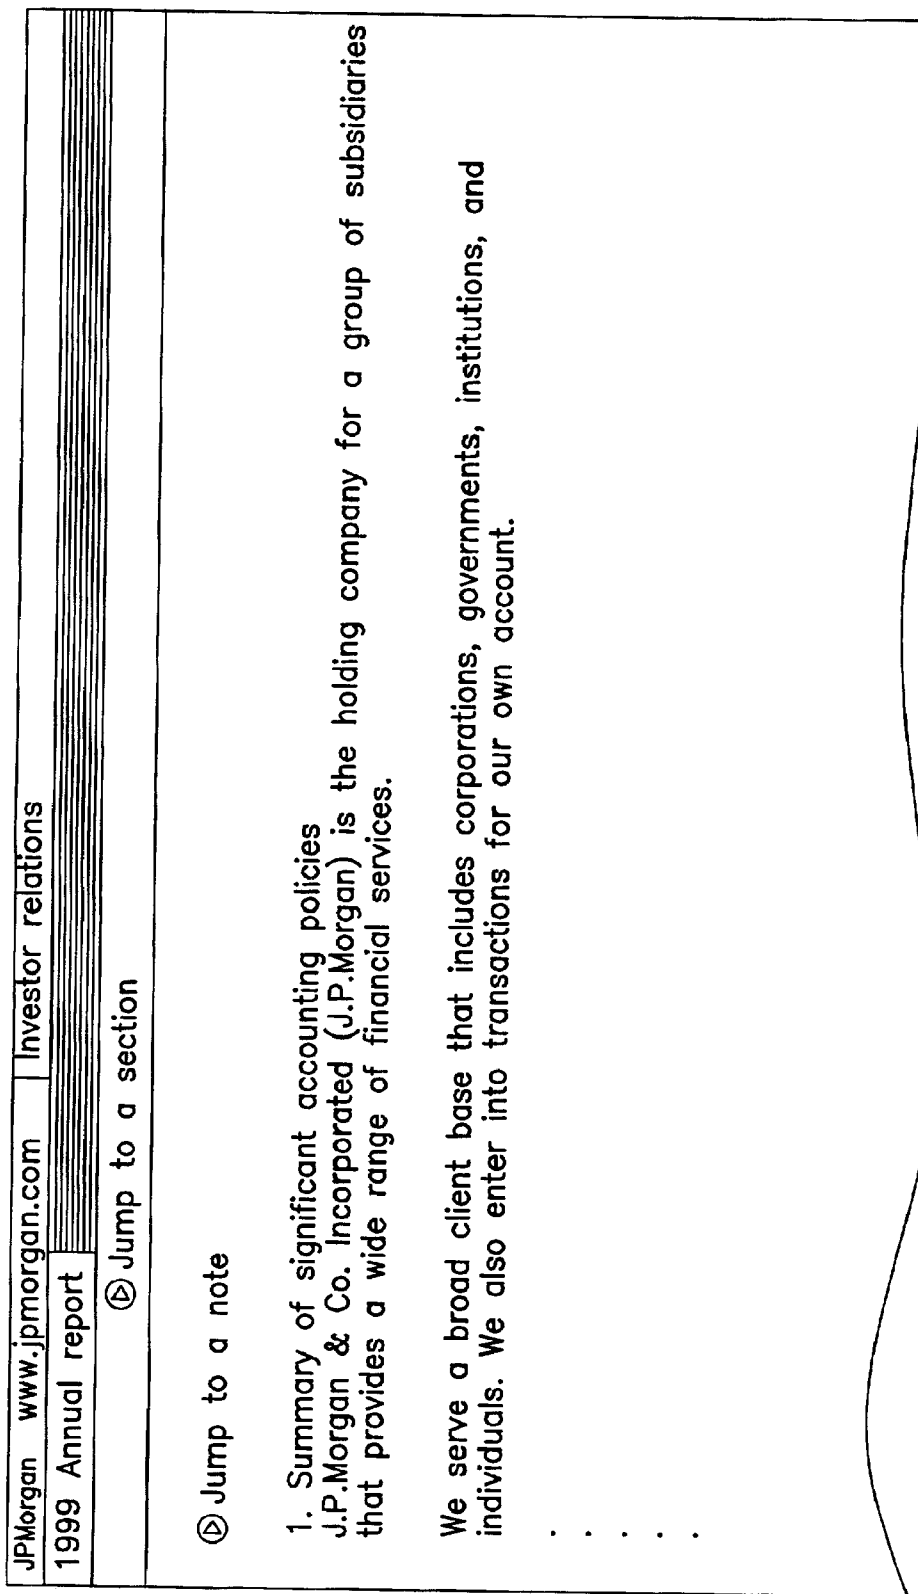 JPMorgan www.jpmorgan.com Investor relations
1999 Annual report
Jump to a section
Jump to a note
1. Summary of significant accounting policies
J.P.Morgan & Co. Incorporated (J.P.Morgan) is the holding company for a group of subsidiaries
that provides a wide range of financial services.
We serve a broad client base that includes corporations, governments, institutions, and
individuals. We also enter into transactions for our own account.
. . . . .